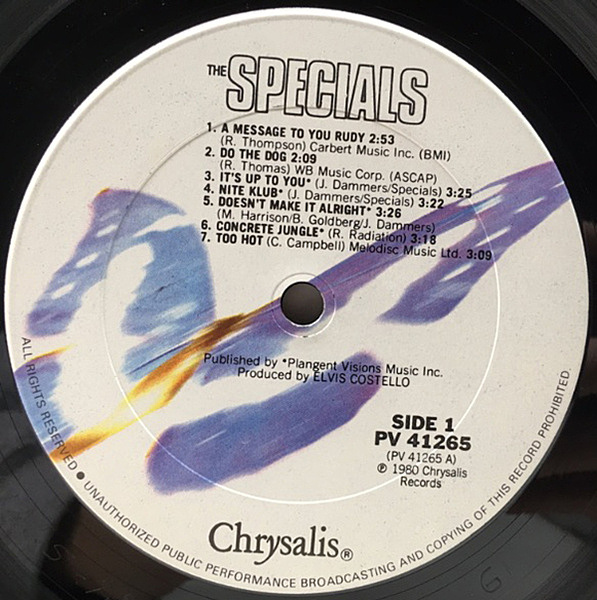 THE SPECIALS
1. A MESSAGE TO YOU RUDY 2:53
(R. Thompson) Carbert Music Inc. (BMI)
2. DO THE DOG 2:09
(R. Thomas) WB Music Corp. (ASCAP)
3. IT'S UP TO YOU* (J. Dammers/Specials) 3:25
4. NITE KLUB* (J. Dammers/Specials) 3:22
5. DOESN'T MAKE IT ALRIGHT* 3:26
(M. Harrison/B. Goldberg/J. Dammers)
6. CONCRETE JUNGLE* (R. Radiation) 3:18
7. TOO HOT (C. Campbell) Melodisc Music Ltd. 3:09
Published by *Plangent Visions Music Inc.
Produced by ELVIS COSTELLO
SIDE 1
PV 41265
(PV 41265 A)
℗ 1980 Chrysalis
Records
Chrysalis®
ALL RIGHTS RESERVED ● UNAUTHORIZED PUBLIC PERFORMANCE BROADCASTING AND COPYING OF THIS RECORD PROHIBITED.